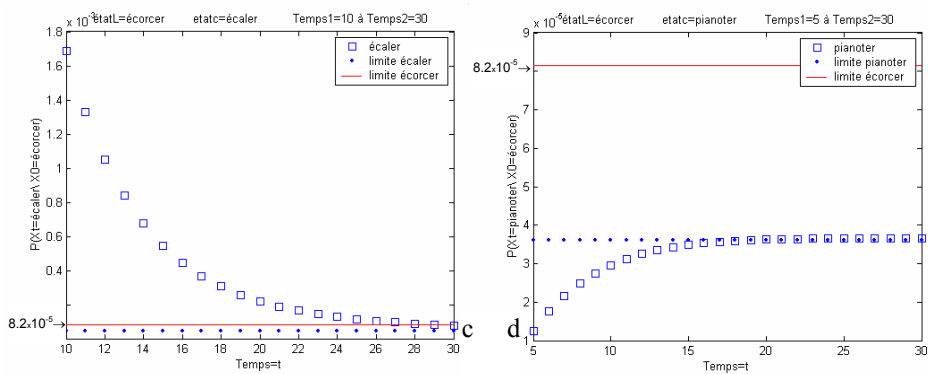 x 10⁻³ étatL=écorcer étatc=écaler Temps1=10 à Temps2=30
1.8
1.6
1.4
1.2
1
0.8
0.6
0.4
8.2x10⁻⁵
P(Xt=écaler\ X0=écorcer)
écaler
limite écaler
limite écorcer
10 12 14 16 18 20 22 24 26 28 30
Temps=t
c
x 10⁻⁵ étatL=écorcer etatc=pianoter Temps1=5 à Temps2=30
9
8.2x10⁻⁵
7
6
5
4
3
2
1
P(Xt=pianoter\ X0=écorcer)
pianoter
limite pianoter
limite écorcer
5 10 15 20 25 30
Temps=t
d